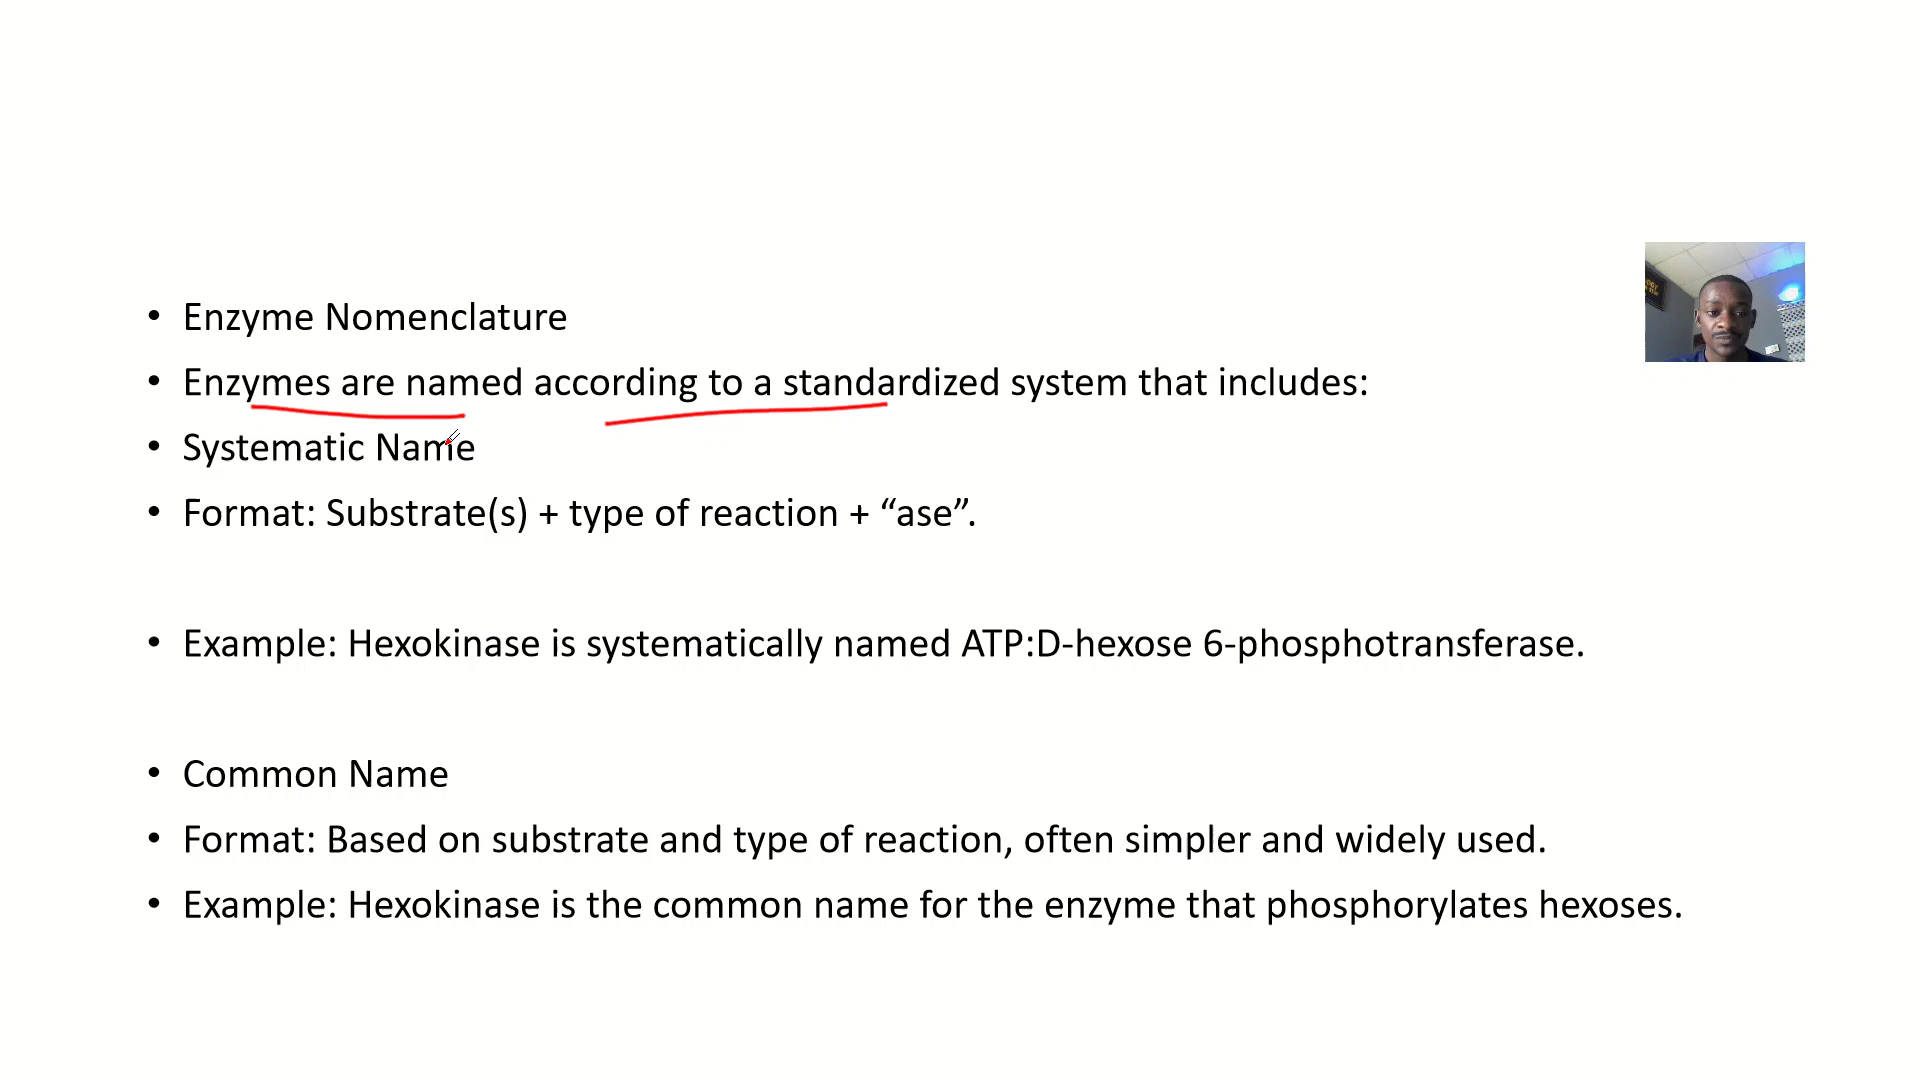 • Enzyme Nomenclature
• Enzymes are named according to a standardized system that includes:
• Systematic Name
• Format: Substrate(s) + type of reaction + “ase”.
• Example: Hexokinase is systematically named ATP:D-hexose 6-phosphotransferase.
• Common Name
• Format: Based on substrate and type of reaction, often simpler and widely used.
• Example: Hexokinase is the common name for the enzyme that phosphorylates hexoses.